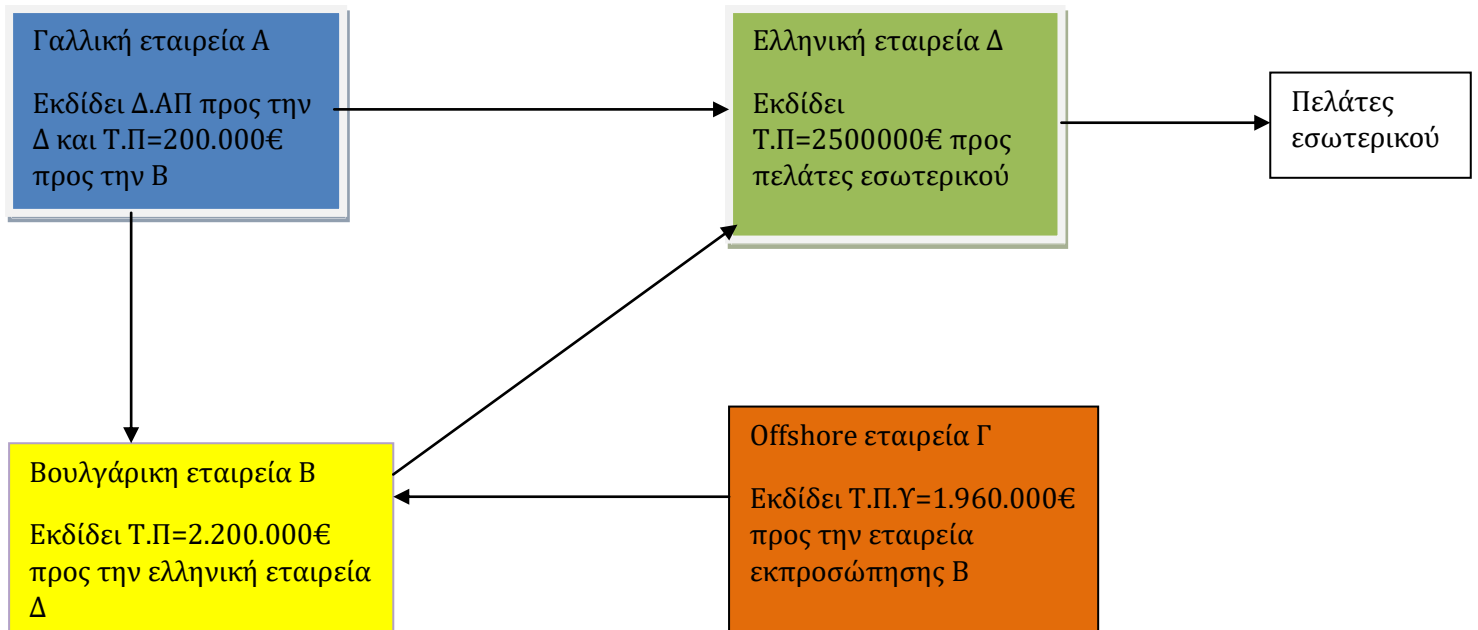 Γαλλική εταιρεία Α
Εκδίδει Δ.ΑΠ προς την
Δ και Τ.Π=200.000€
προς την Β
Ελληνική εταιρεία Δ
Εκδίδει
Τ.Π=2500000€ προς
πελάτες εσωτερικού
Πελάτες
εσωτερικού
Βουλγάρικη εταιρεία Β
Εκδίδει Τ.Π=2.200.000€
προς την ελληνική εταιρεία
Δ
Offshore εταιρεία Γ
Εκδίδει Τ.Π.Υ=1.960.000€
προς την εταιρεία
εκπροσώπησης Β